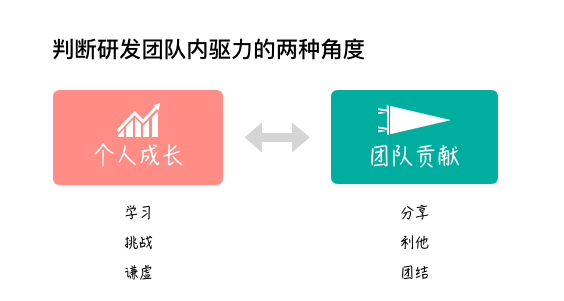 判断研发团队内驱力的两种角度
个人成长
团队贡献
学习
分享
挑战
利他
谦虚
团结